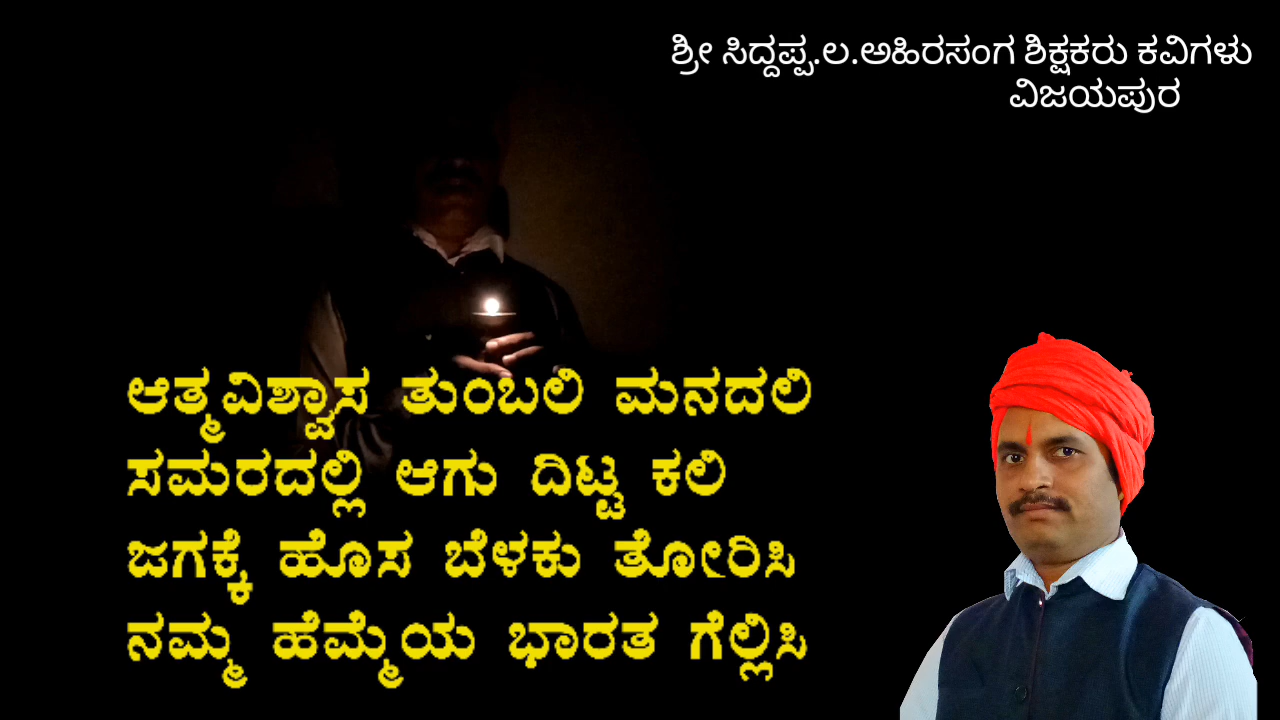 ಶ್ರೀ ಸಿದ್ದಪ್ಪ.ಲ.ಅಹಿರಸಂಗ ಶಿಕ್ಷಕರು ಕವಿಗಳು
ವಿಜಯಪುರ
ಆತ್ಮವಿಶ್ವಾಸ ತುಂಬಲಿ ಮನದಲಿ
ಸಮರದಲ್ಲಿ ಆಗು ದಿಟ್ಟ ಕಲಿ
ಜಗಕ್ಕೆ ಹೊಸ ಬೆಳಕು ತೋರಿಸಿ
ನಮ್ಮ ಹೆಮ್ಮೆಯ ಭಾರತ ಗೆಲ್ಲಿಸಿ